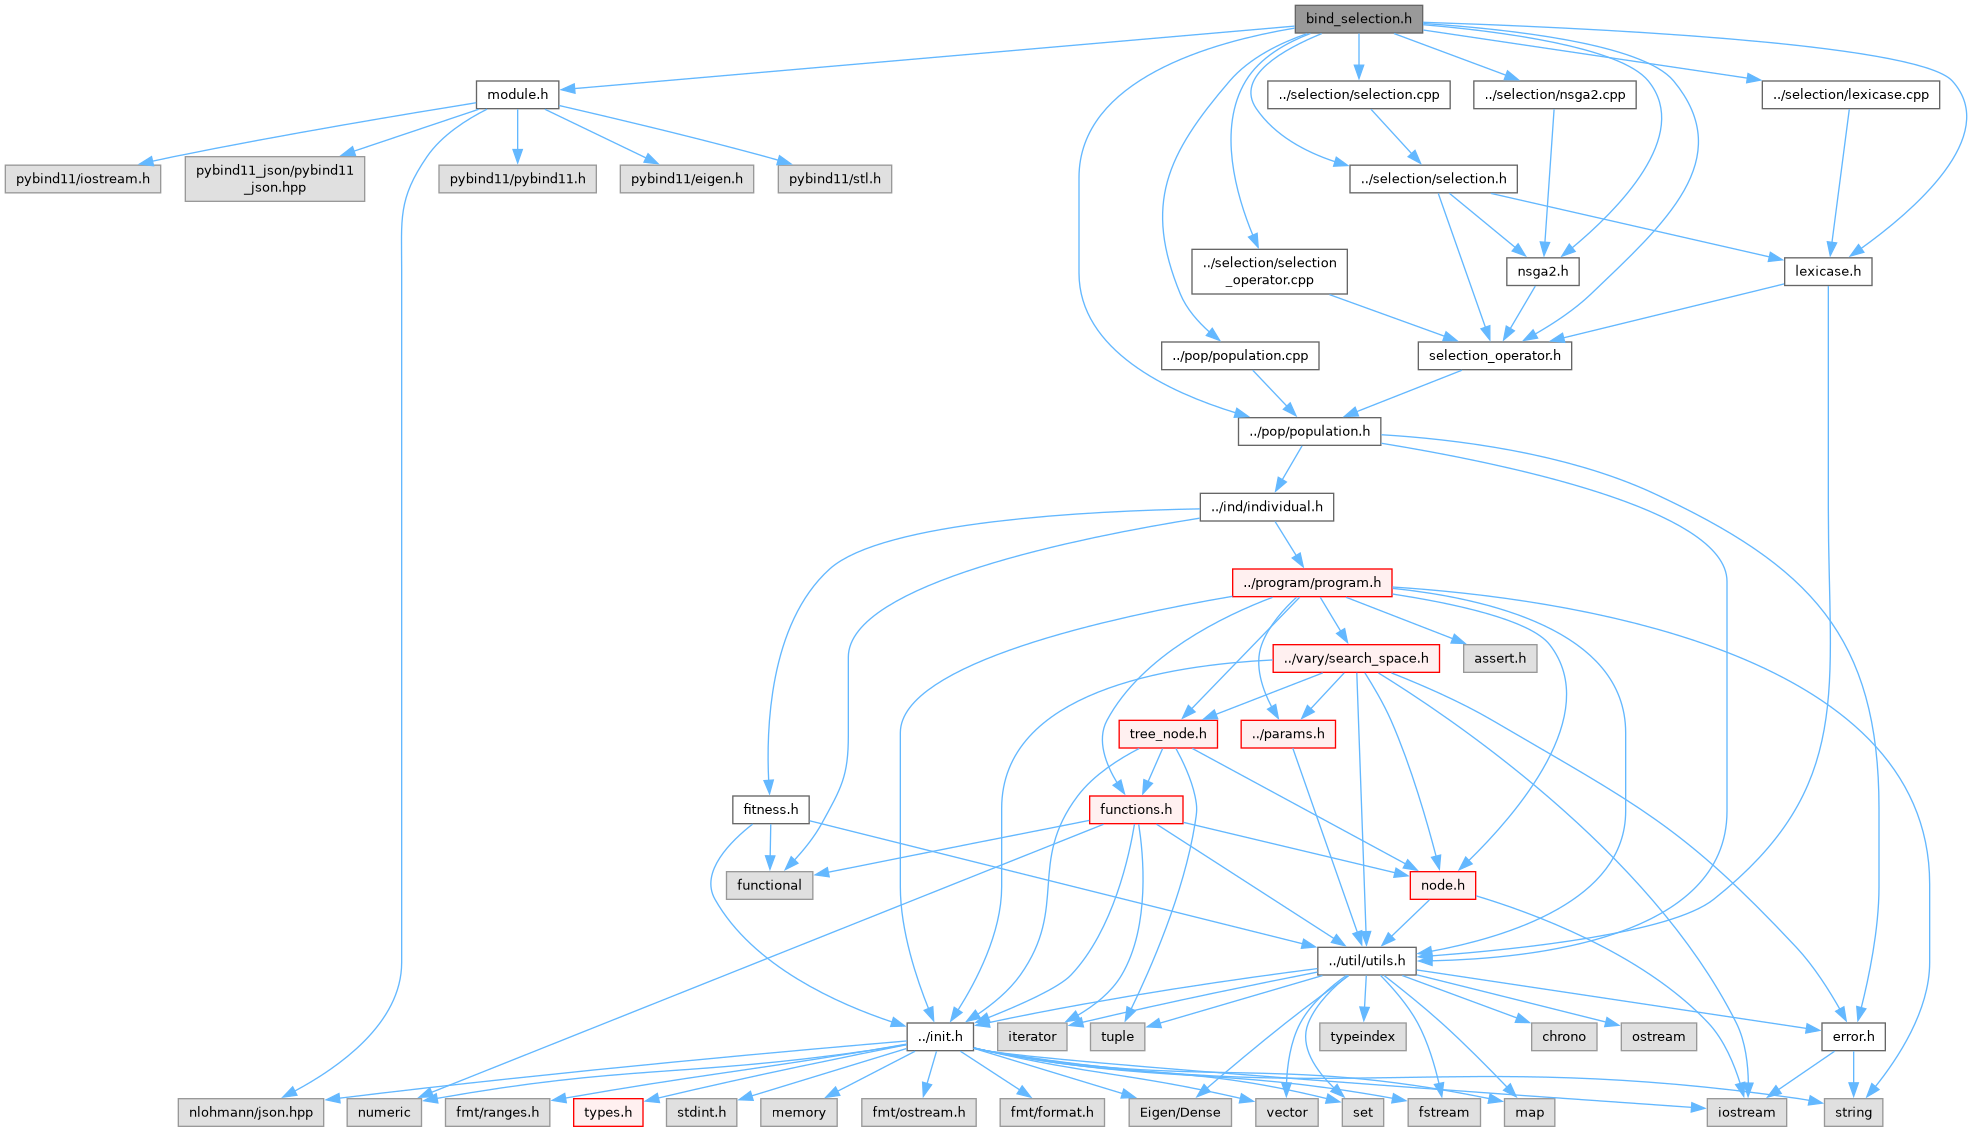 bind_selection.h
module.h
../selection/selection.cpp
../selection/nsga2.cpp
../selection/lexicase.cpp
pybind11/iostream.h
pybind11_json/pybind11
_json.hpp
pybind11/pybind11.h
pybind11/eigen.h
pybind11/stl.h
../selection/selection.h
../selection/selection
_operator.cpp
nsga2.h
lexicase.h
../pop/population.cpp
selection_operator.h
../pop/population.h
../ind/individual.h
../program/program.h
../vary/search_space.h
assert.h
tree_node.h
../params.h
fitness.h
functions.h
functional
node.h
../util/utils.h
../init.h
iterator
tuple
typeindex
chrono
ostream
error.h
nlohmann/json.hpp
numeric
fmt/ranges.h
types.h
stdint.h
memory
fmt/ostream.h
fmt/format.h
Eigen/Dense
vector
set
fstream
map
iostream
string